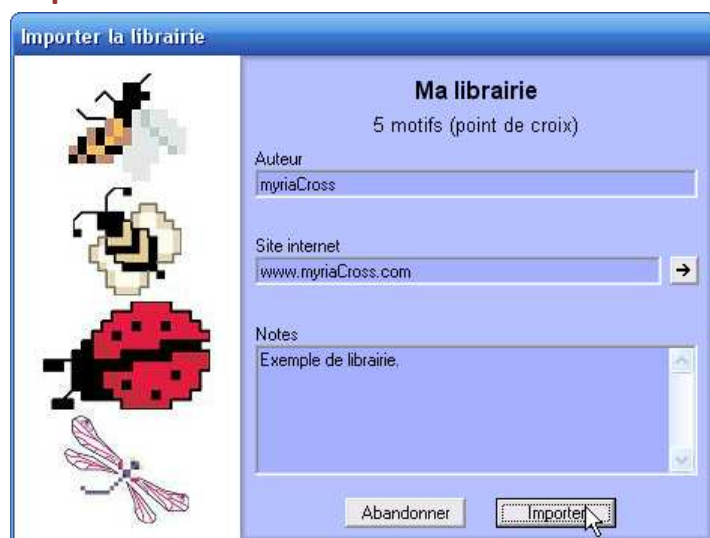 Importer la librairie
Ma librairie
5 motifs (point de croix)
Auteur
myriaCross
Site internet
www.myriaCross.com
Notes
Exemple de librairie.
Abandonner
Importer